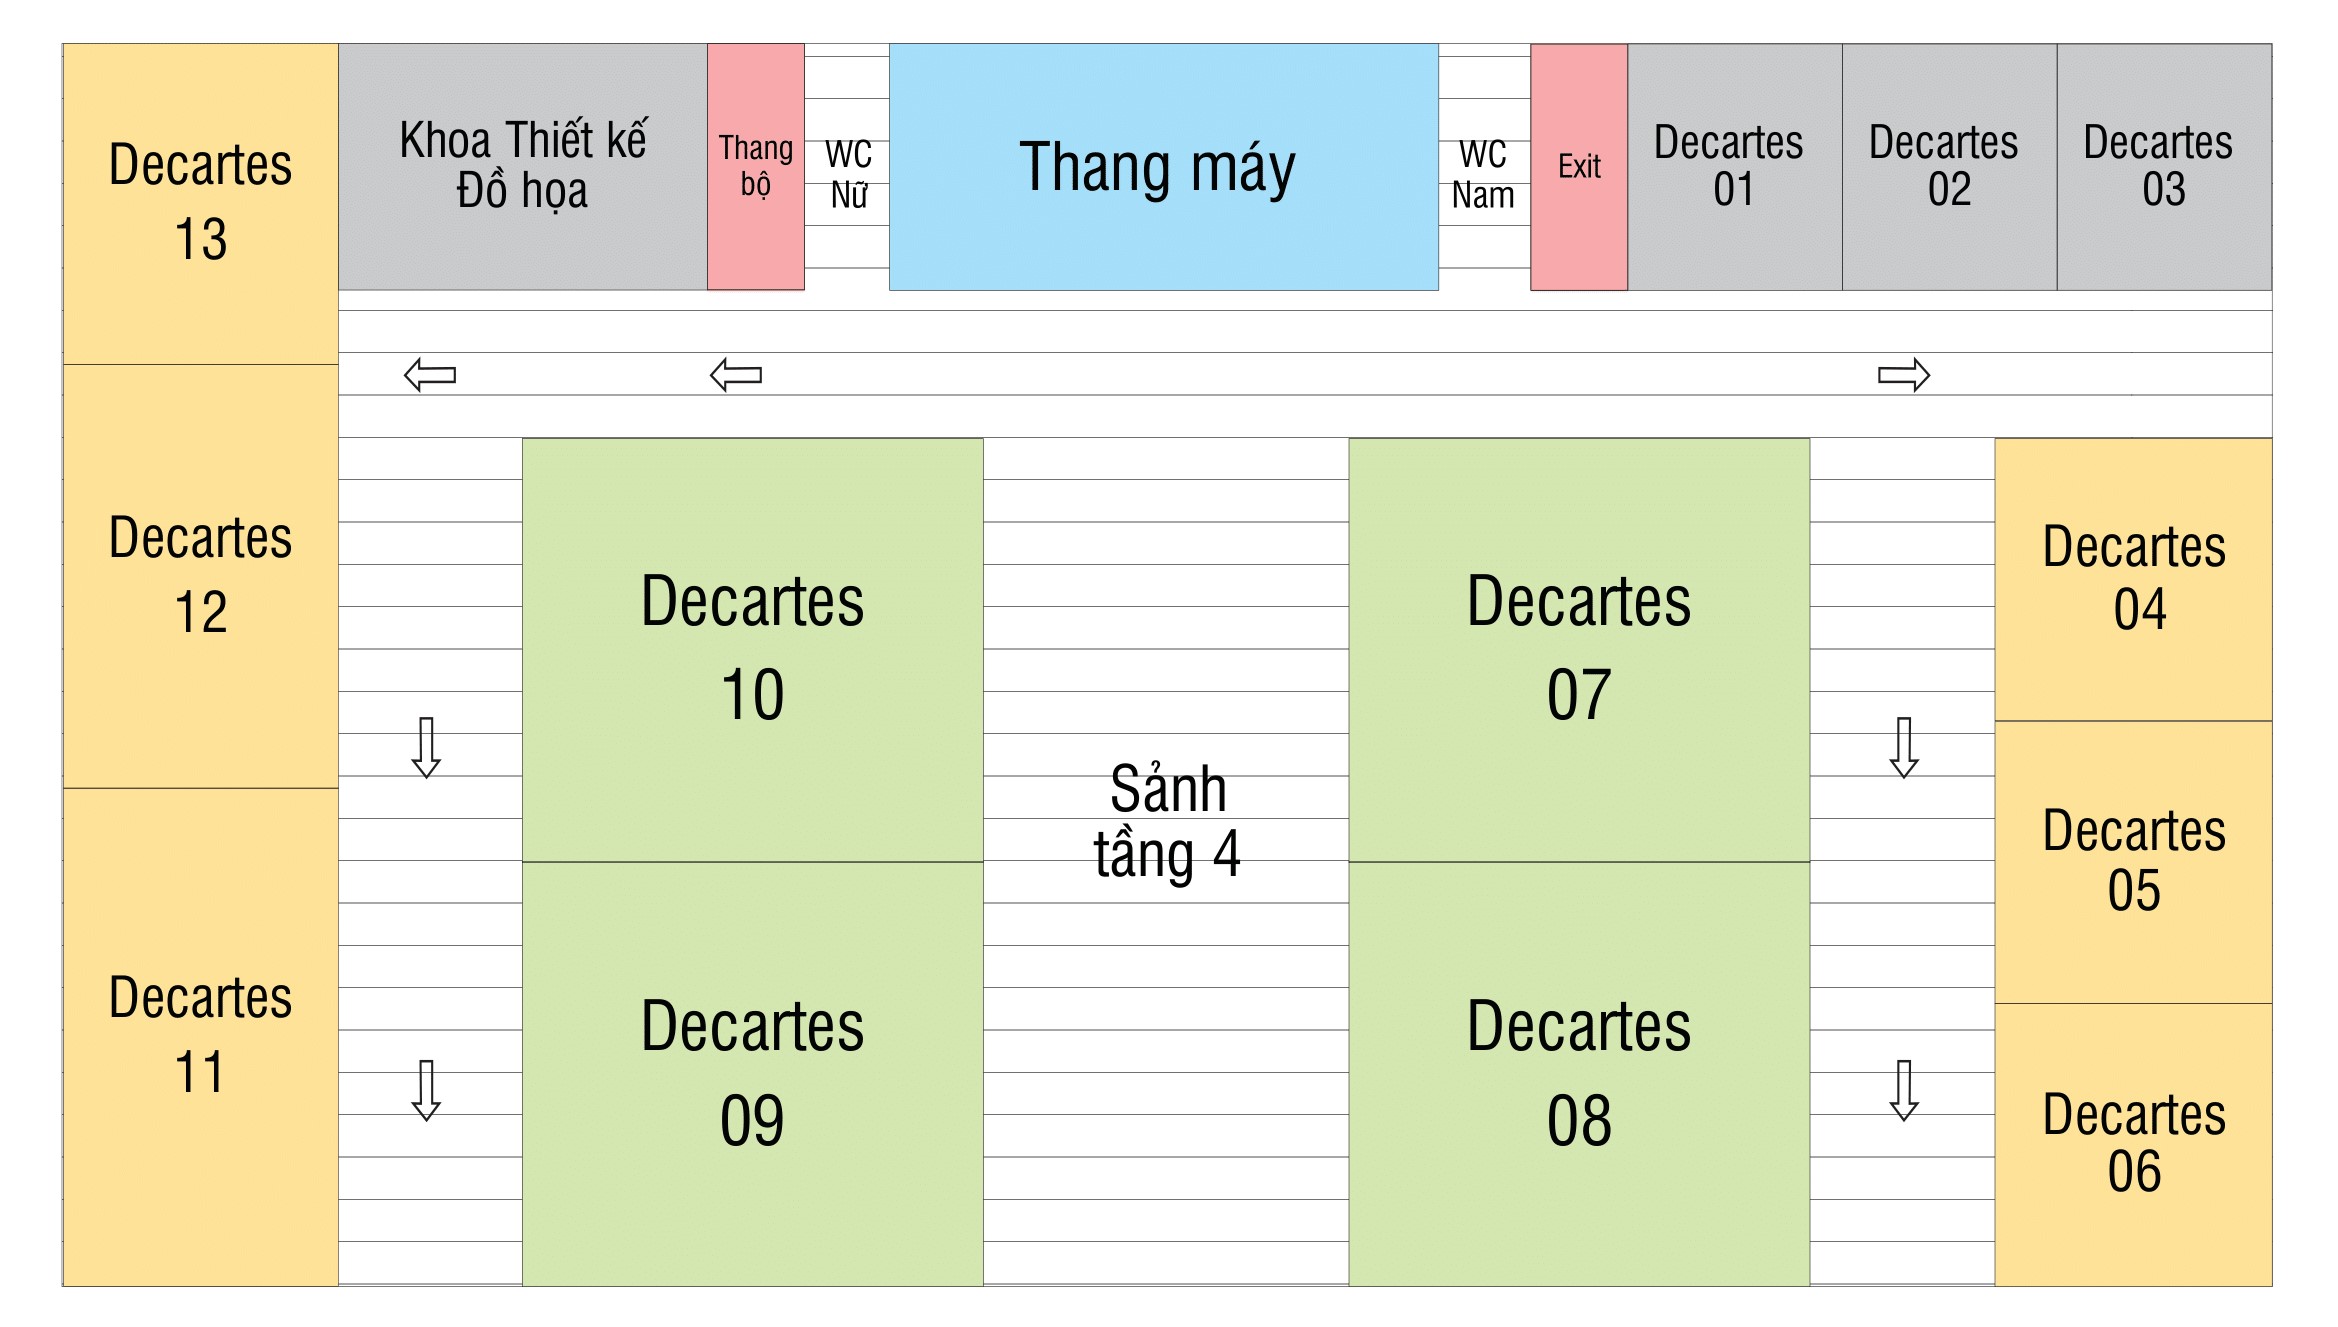 Decartes
13
Khoa Thiết kế
Đồ họa
Thang
bộ
WC
Nữ
Thang máy
WC
Nam
Exit
Decartes
01
Decartes
02
Decartes
03
Decartes
12
Decartes
10
Decartes
07
Decartes
04
Sảnh
tầng 4
Decartes
05
Decartes
11
Decartes
09
Decartes
08
Decartes
06